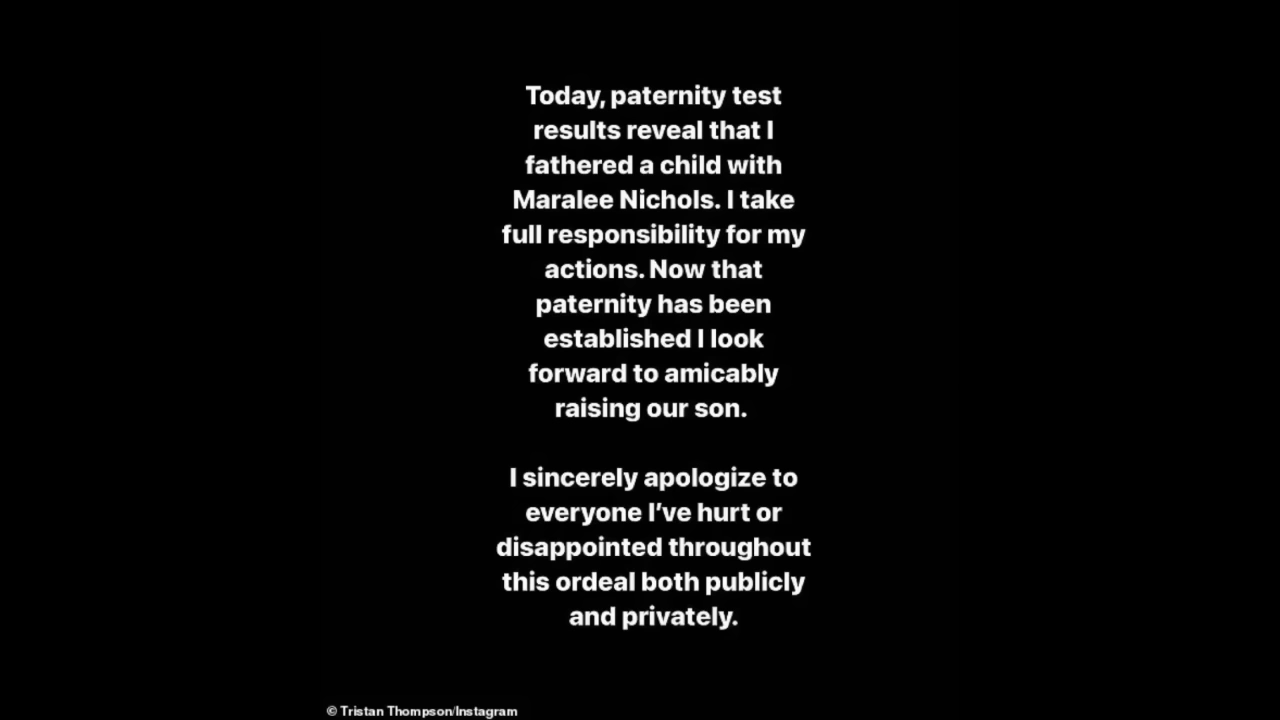 Today, paternity test
results reveal that I
fathered a child with
Maralee Nichols. I take
full responsibility for my
actions. Now that
paternity has been
established I look
forward to amicably
raising our son.
I sincerely apologize to
everyone I’ve hurt or
disappointed throughout
this ordeal both publicly
and privately.
© Tristan Thompson/Instagram